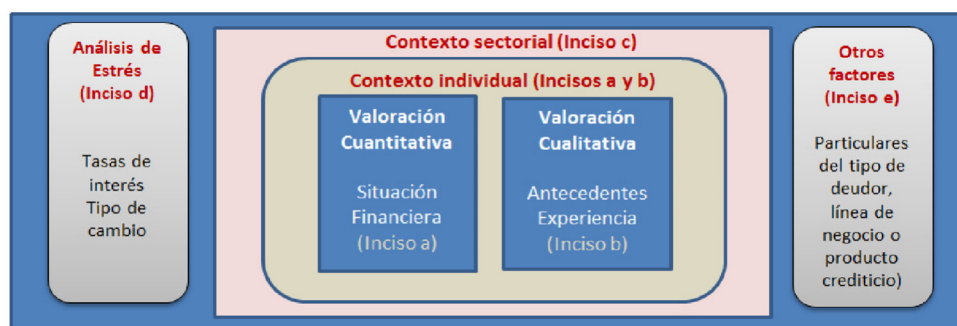 Análisis de
Estrés
(Inciso d)
Tasas de
interés
Tipo de
cambio
Contexto sectorial (Inciso c)
Contexto individual (Incisos a y b)
Valoración
Cuantitativa
Situación
Financiera
(Inciso a)
Valoración
Cualitativa
Antecedentes
Experiencia
(Inciso b)
Otros
factores
(Inciso e)
Particulares
del tipo de
deudor,
línea de
negocio o
producto
crediticio)